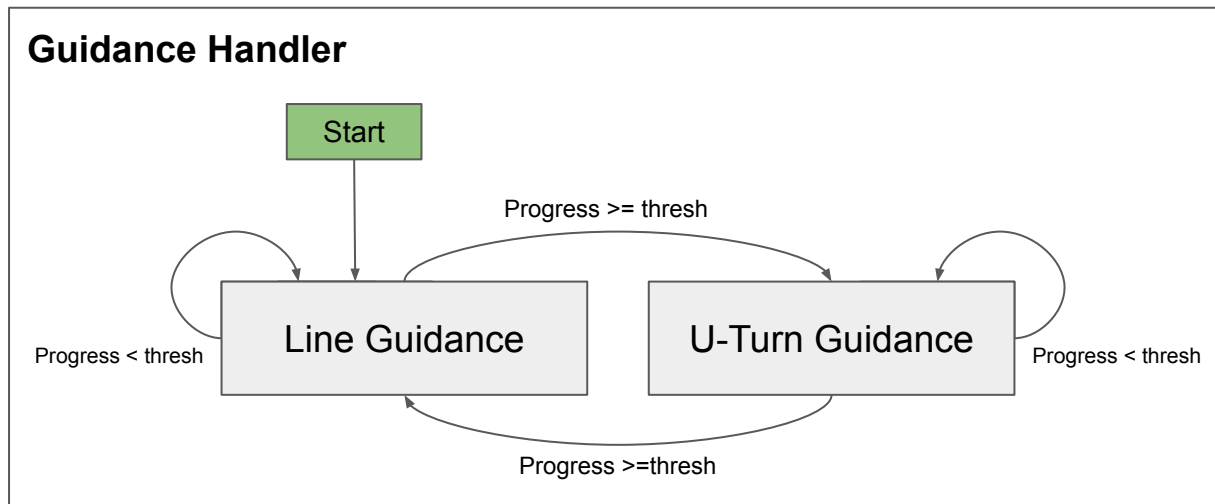 Guidance Handler
Start
Progress >= thresh
Line Guidance
U-Turn Guidance
Progress < thresh
Progress < thresh
Progress >=thresh